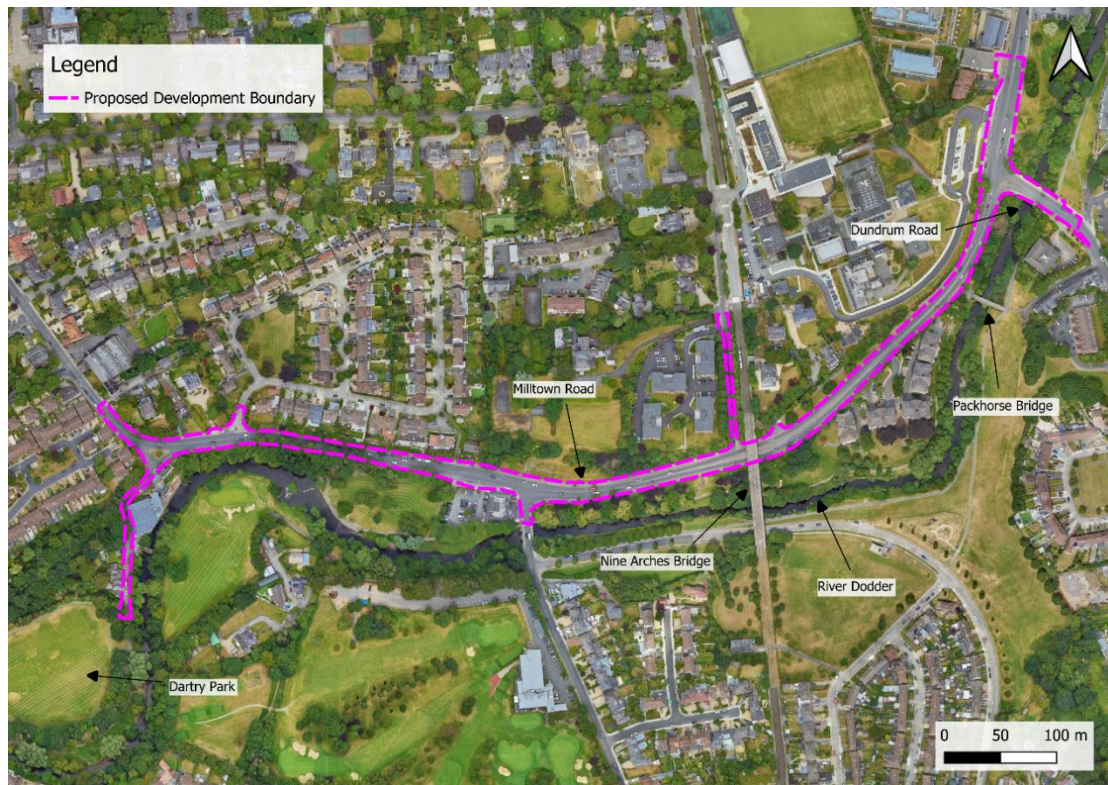 Legend
Proposed Development Boundary
Dundrum Road
Milltown Road
Packhorse Bridge
Nine Arches Bridge
River Dodder
Dartry Park
0 50 100 m